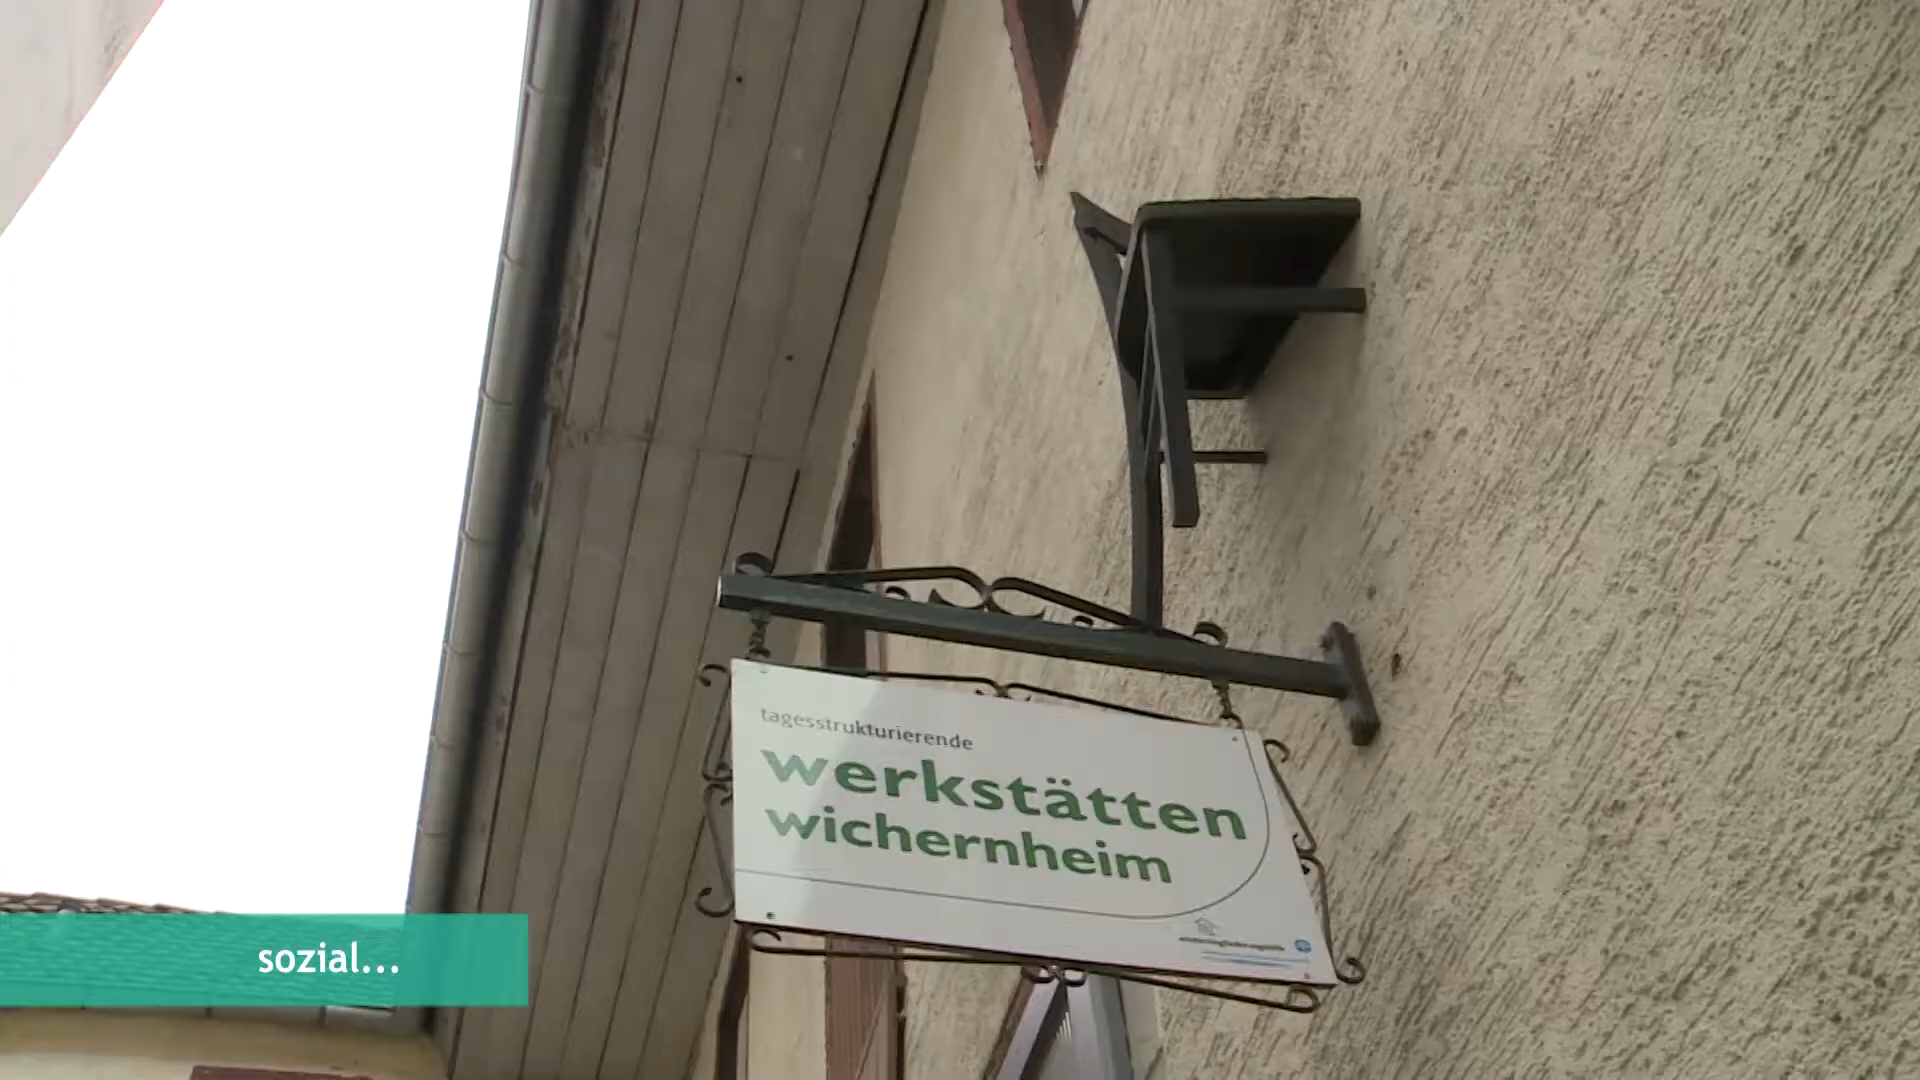 tagesstrukturierende
werkstätten
wichernheim
sozial...